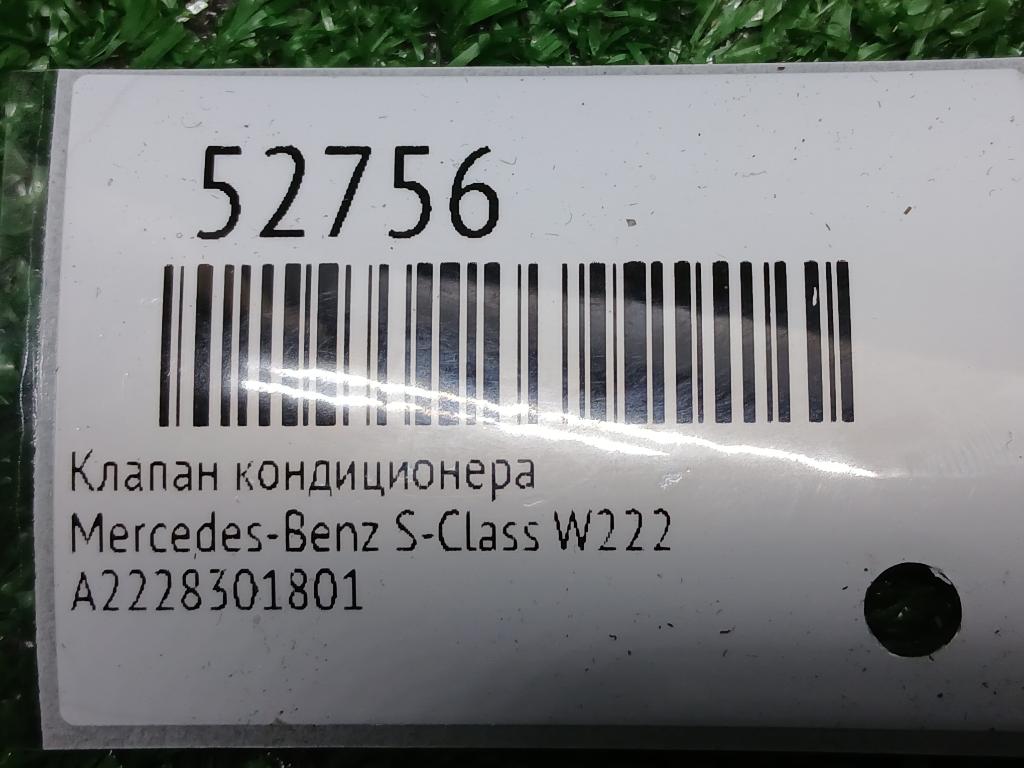 52756
Клапан кондиционера
Mercedes-Benz S-Class W222
A2228301801